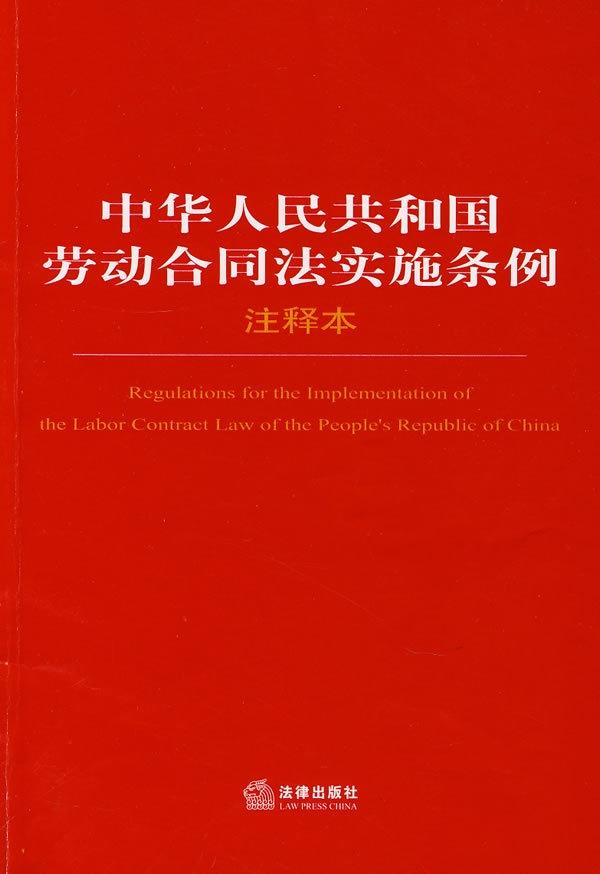 中华人民共和国
劳动合同法实施条例
注释本
Regulations for the Implementation of
the Labor Contract Law of the People's Republic of China
法律出版社
LAW PRESS CHINA